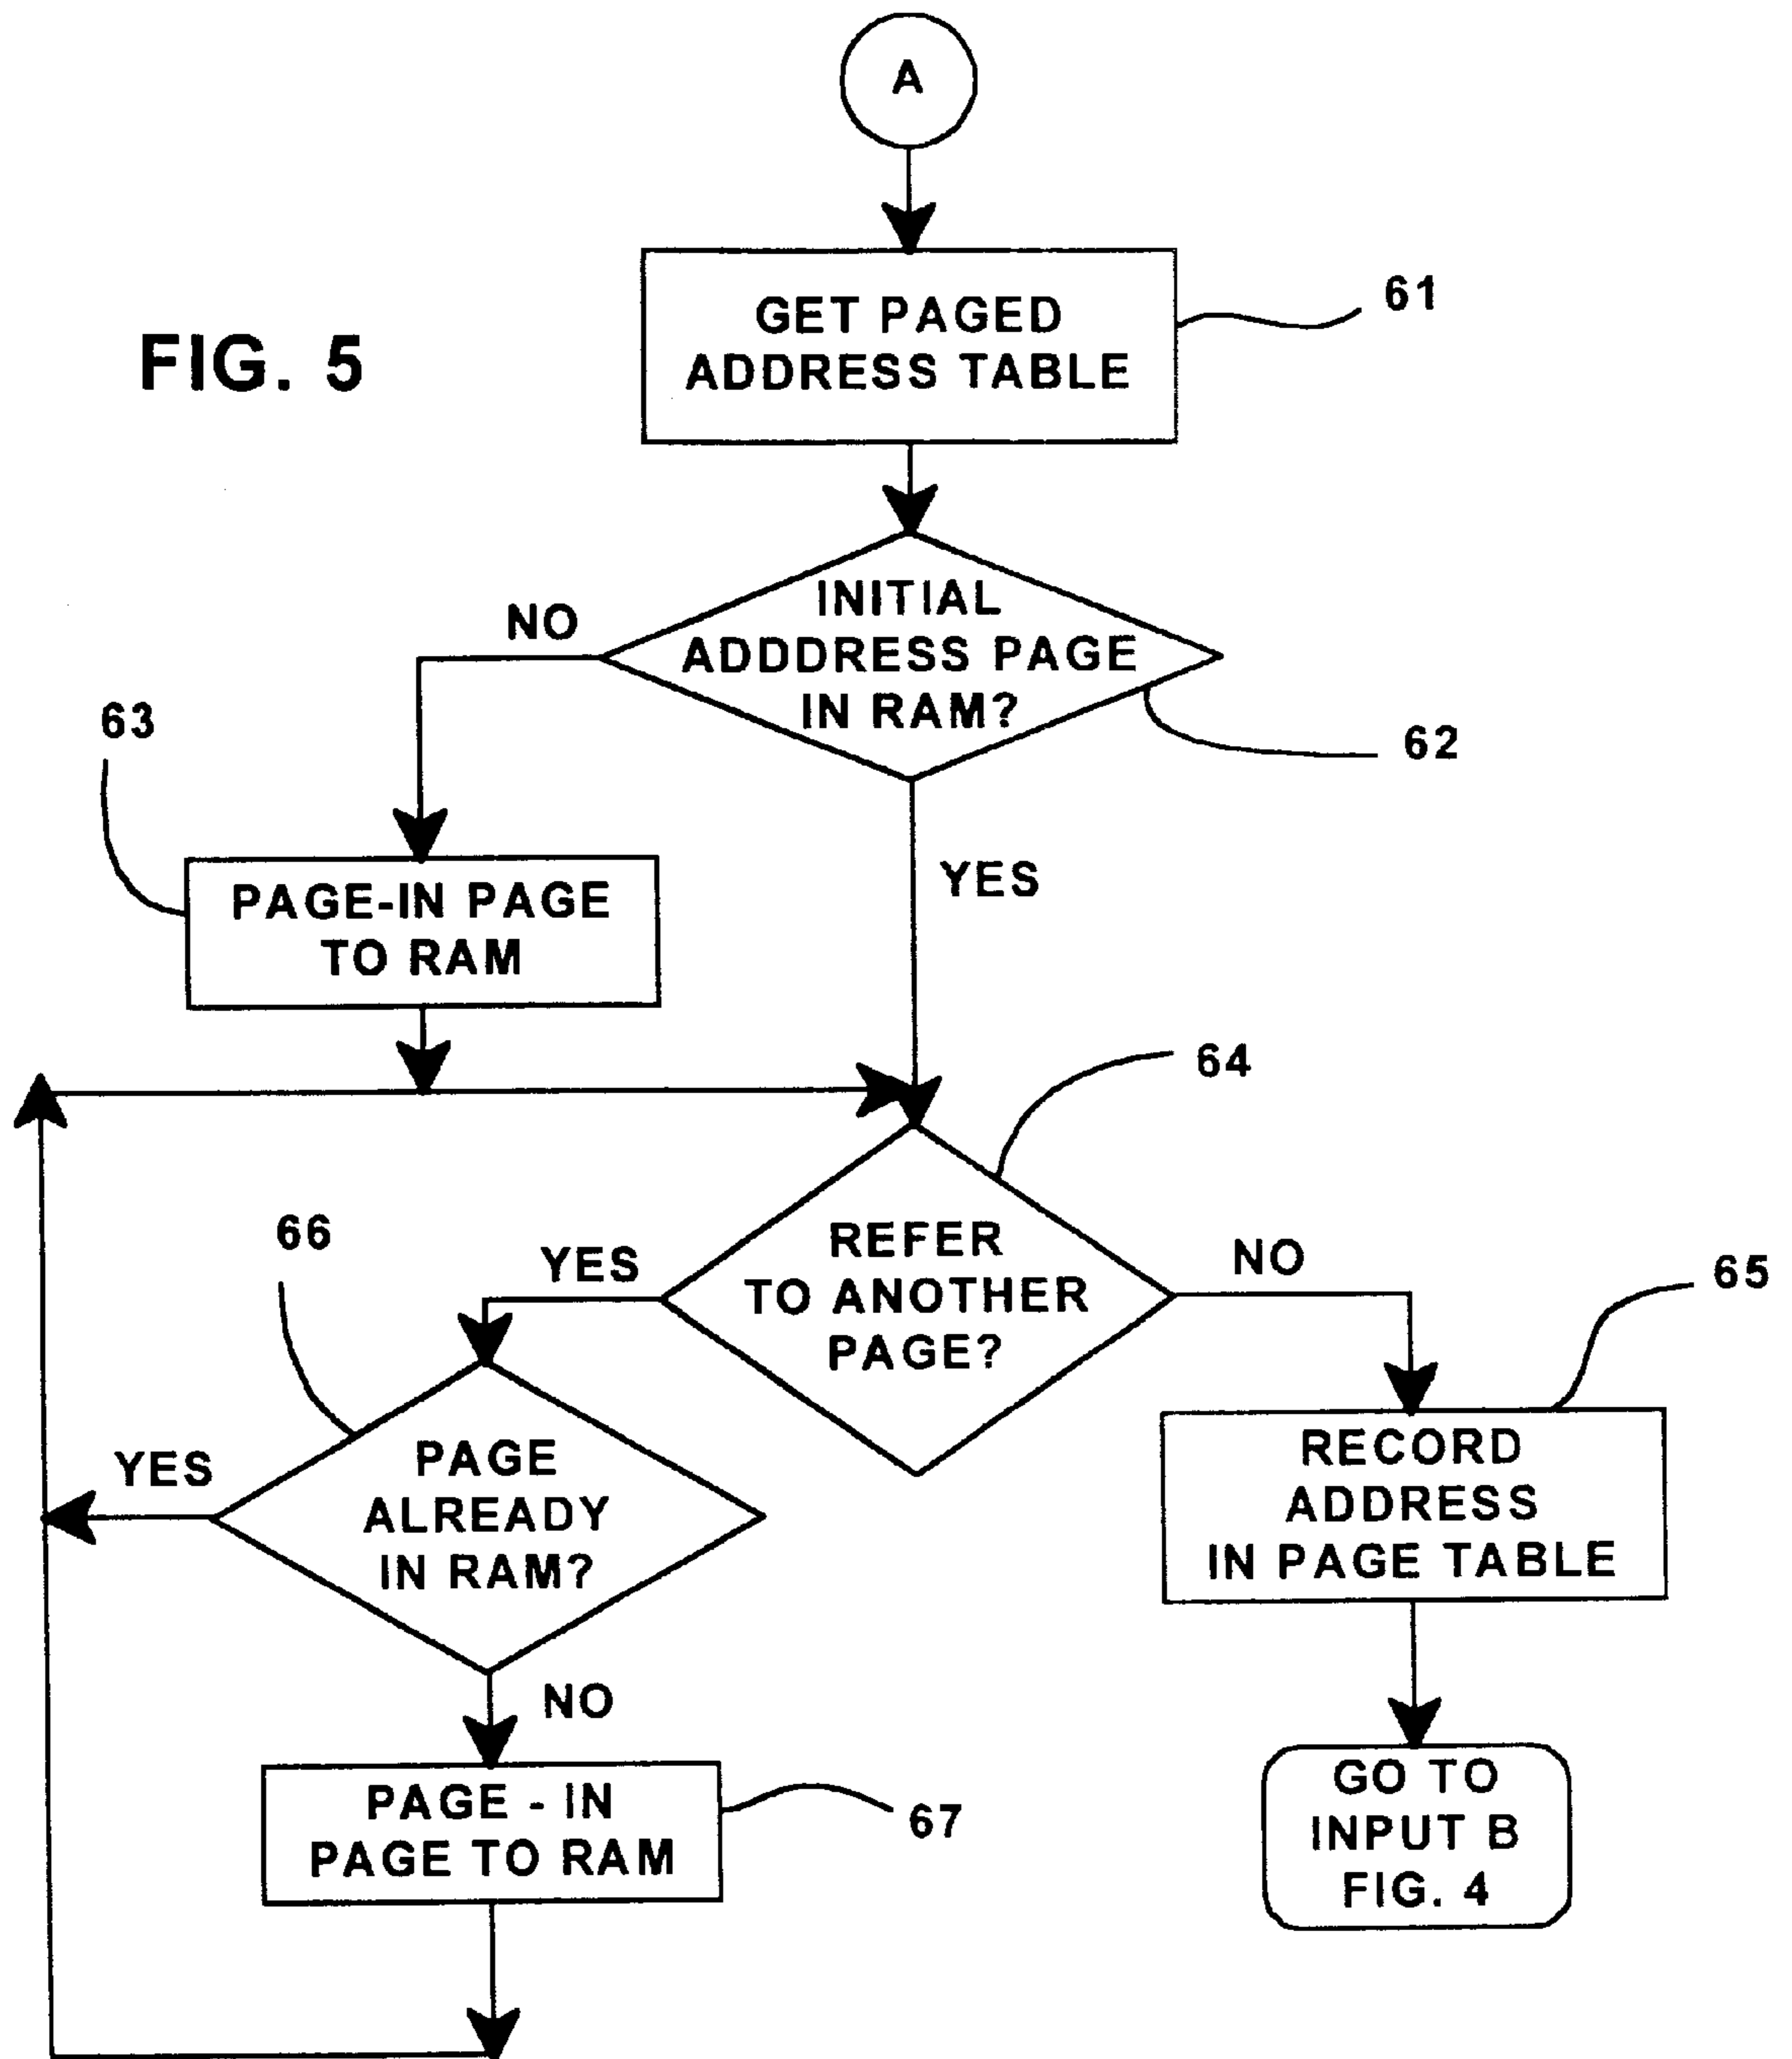 A
FIG. 5
GET PAGED
ADDRESS TABLE
61
INITIAL
ADDDRESS PAGE
IN RAM?
NO
62
63
YES
PAGE-IN PAGE
TO RAM
64
REFER
TO ANOTHER
PAGE?
YES
NO
65
66
PAGE
ALREADY
IN RAM?
YES
NO
RECORD
ADDRESS
IN PAGE TABLE
PAGE - IN
PAGE TO RAM
67
GO TO
INPUT B
FIG. 4